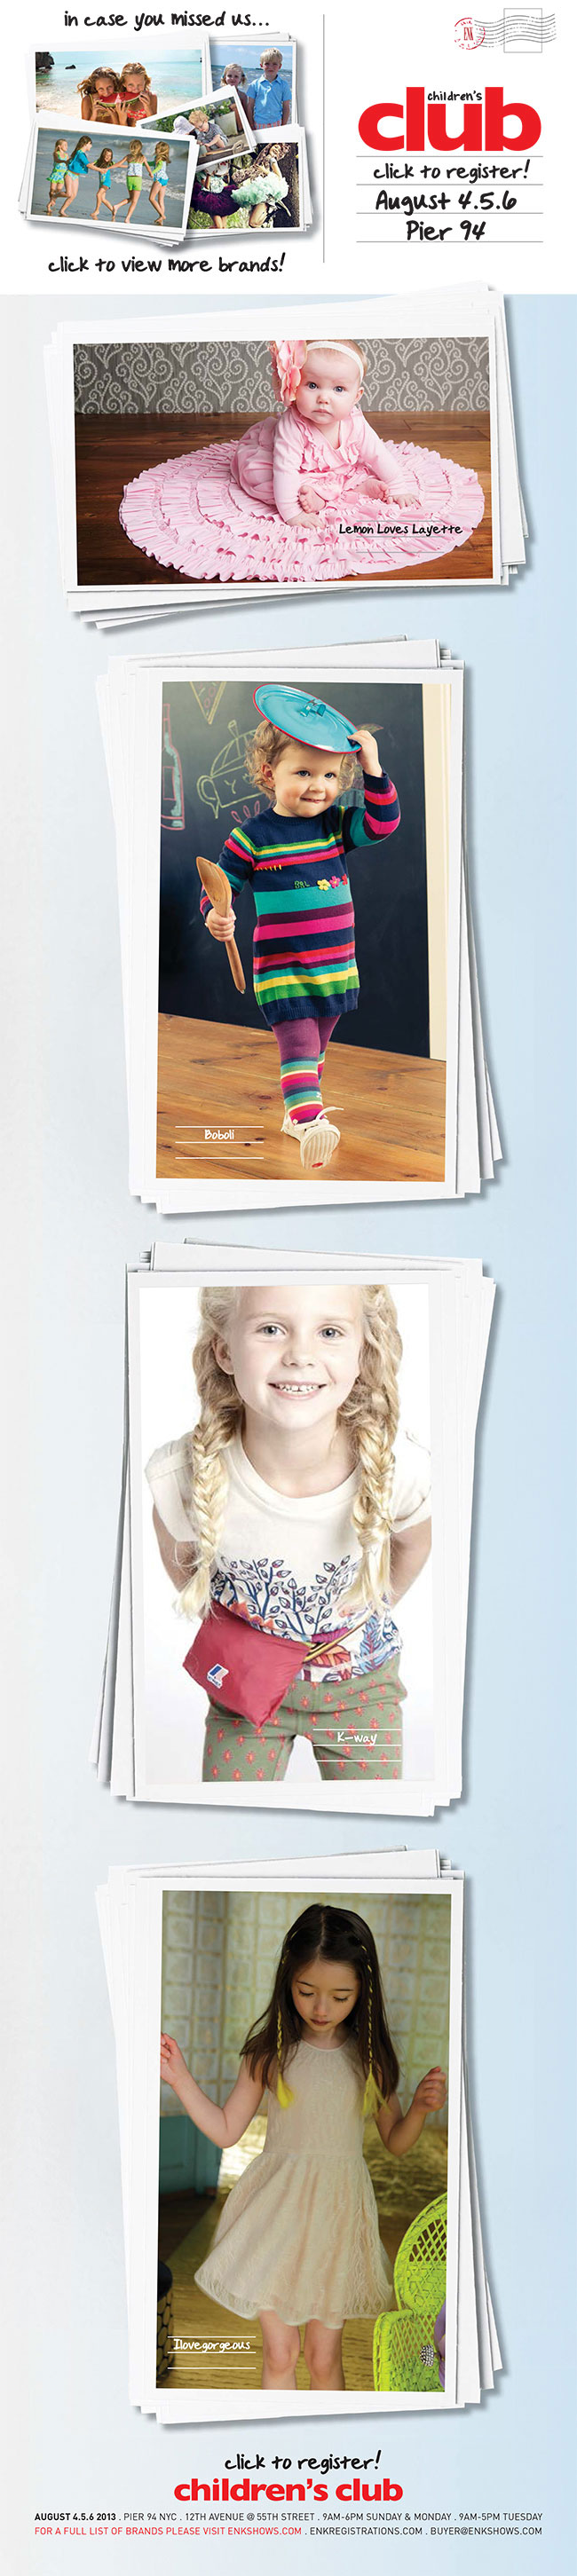 in case you missed us...
click to view more brands!
ENK
children's
club
click to register!
August 4.5.6
Pier 94
Lemon Loves Layette
Boboli
K-way
Ilovegorgeous
click to register!
children's club
AUGUST 4.5.6 2013 . PIER 94 NYC . 12TH AVENUE @ 55TH STREET . 9AM-6PM SUNDAY & MONDAY . 9AM-5PM TUESDAY
FOR A FULL LIST OF BRANDS PLEASE VISIT ENKSHOWS.COM . ENKREGISTRATIONS.COM . BUYER@ENKSHOWS.COM